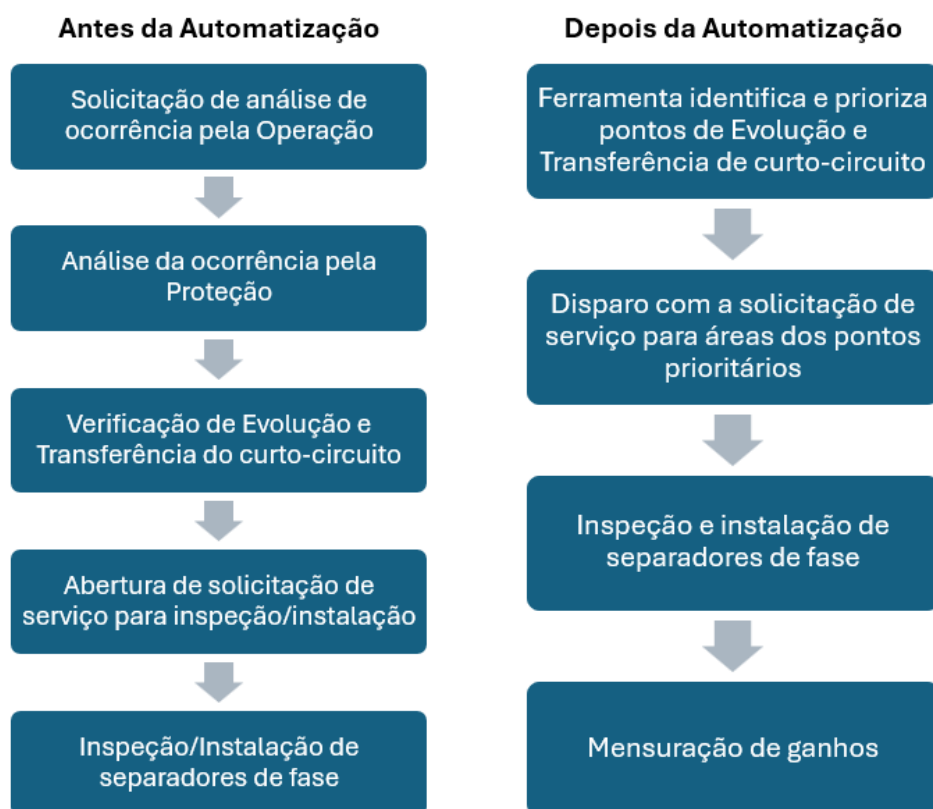 Antes da Automatização
Solicitação de análise de
ocorrência pela Operação
Análise da ocorrência pela
Proteção
Verificação de Evolução e
Transferência do curto-circuito
Abertura de solicitação de
serviço para inspeção/instalação
Inspeção/Instalação de
separadores de fase
Depois da Automatização
Ferramenta identifica e prioriza
pontos de Evolução e
Transferência de curto-circuito
Disparo com a solicitação de
serviço para áreas dos pontos
prioritários
Inspeção e instalação de
separadores de fase
Mensuração de ganhos